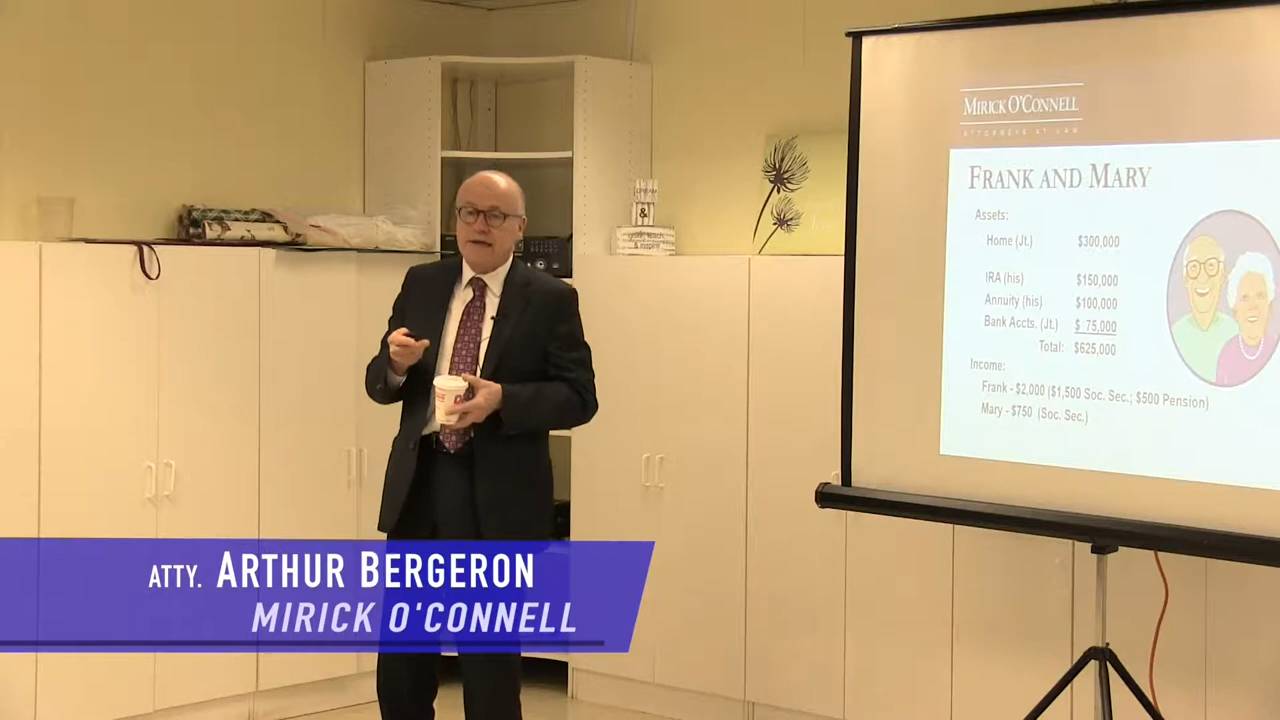 MIRICK O'CONNELL
ATTORNEYS AT LAW
FRANK AND MARY
Assets:
Home (Jt.) $300,000
IRA (his) $150,000
Annuity (his) $100,000
Bank Accts. (Jt.) $ 75,000
Total: $625,000
Income:
Frank - $2,000 ($1,500 Soc. Sec.; $500 Pension)
Mary - $750 (Soc. Sec.)
&
& inspire
ATTY. ARTHUR BERGERON
MIRICK O'CONNELL